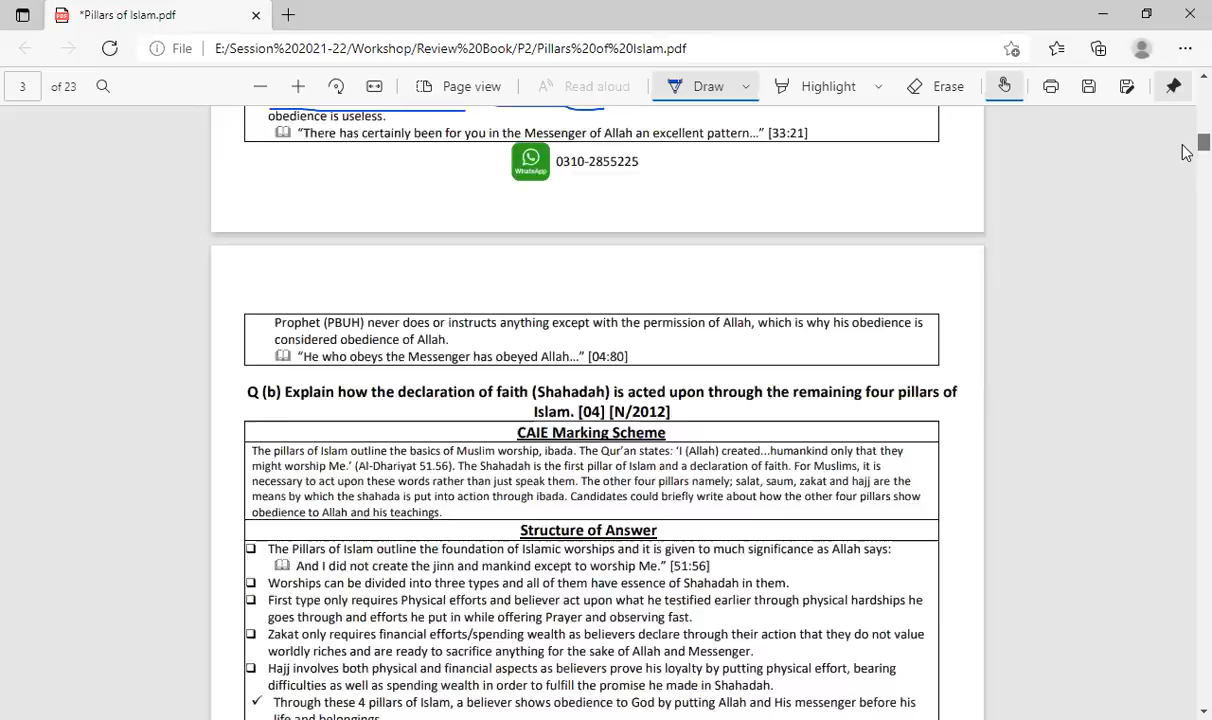 *Pillars of Islam.pdf
File E:/Session%202021-22/Workshop/Review%20Book/P2/Pillars%20of%20Islam.pdf
3 of 23 Page view Read aloud Draw Highlight Erase
obedience is useless.
“There has certainly been for you in the Messenger of Allah an excellent pattern…” [33:21]
WhatsApp 0310-2855225
Prophet (PBUH) never does or instructs anything except with the permission of Allah, which is why his obedience is
considered obedience of Allah.
“He who obeys the Messenger has obeyed Allah…” [04:80]
Q (b) Explain how the declaration of faith (Shahadah) is acted upon through the remaining four pillars of
Islam. [04] [N/2012]
CAIE Marking Scheme
The pillars of Islam outline the basics of Muslim worship, ibada. The Qur’an states: ‘I (Allah) created...humankind only that they
might worship Me.’ (Al-Dhariyat 51.56). The Shahadah is the first pillar of Islam and a declaration of faith. For Muslims, it is
necessary to act upon these words rather than just speak them. The other four pillars namely; salat, saum, zakat and hajj are the
means by which the shahada is put into action through ibada. Candidates could briefly write about how the other four pillars show
obedience to Allah and his teachings.
Structure of Answer
The Pillars of Islam outline the foundation of Islamic worships and it is given to much significance as Allah says:
And I did not create the jinn and mankind except to worship Me.” [51:56]
Worships can be divided into three types and all of them have essence of Shahadah in them.
First type only requires Physical efforts and believer act upon what he testified earlier through physical hardships he
goes through and efforts he put in while offering Prayer and observing fast.
Zakat only requires financial efforts/spending wealth as believers declare through their action that they do not value
worldly riches and are ready to sacrifice anything for the sake of Allah and Messenger.
Hajj involves both physical and financial aspects as believers prove his loyalty by putting physical effort, bearing
difficulties as well as spending wealth in order to fulfill the promise he made in Shahadah.
✓ Through these 4 pillars of Islam, a believer shows obedience to God by putting Allah and His messenger before his
life and belongings.